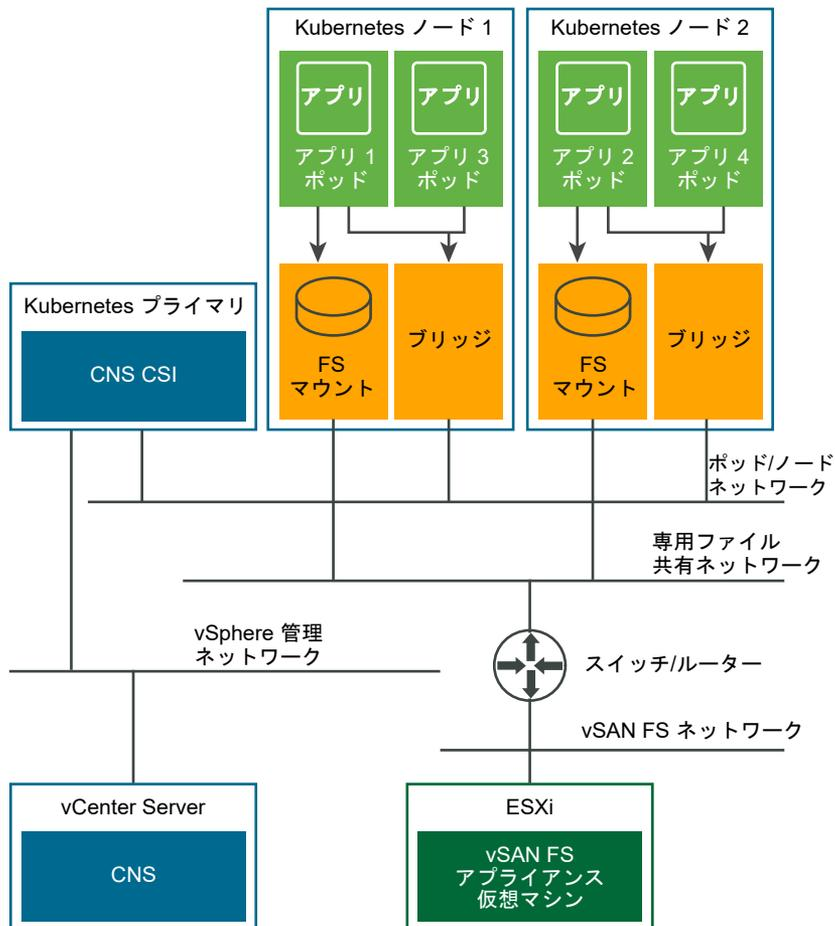 Kubernetes ノード 1
アプリ
アプリ 1
ポッド
アプリ
アプリ 3
ポッド
FS
マウント
ブリッジ
Kubernetes ノード 2
アプリ
アプリ 2
ポッド
アプリ
アプリ 4
ポッド
FS
マウント
ブリッジ
Kubernetes プライマリ
CNS CSI
ポッド/ノード
ネットワーク
専用ファイル
共有ネットワーク
vSphere 管理
ネットワーク
スイッチ/ルーター
vSAN FS ネットワーク
vCenter Server
CNS
ESXi
vSAN FS
アプライアンス
仮想マシン